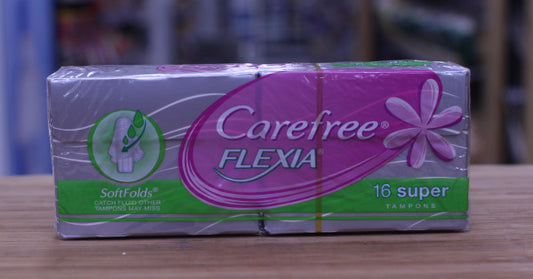 Carefree®
FLEXIA
SoftFolds®
CATCH FLUID OTHER
TAMPONS MAY MISS
16 super
TAMPONS